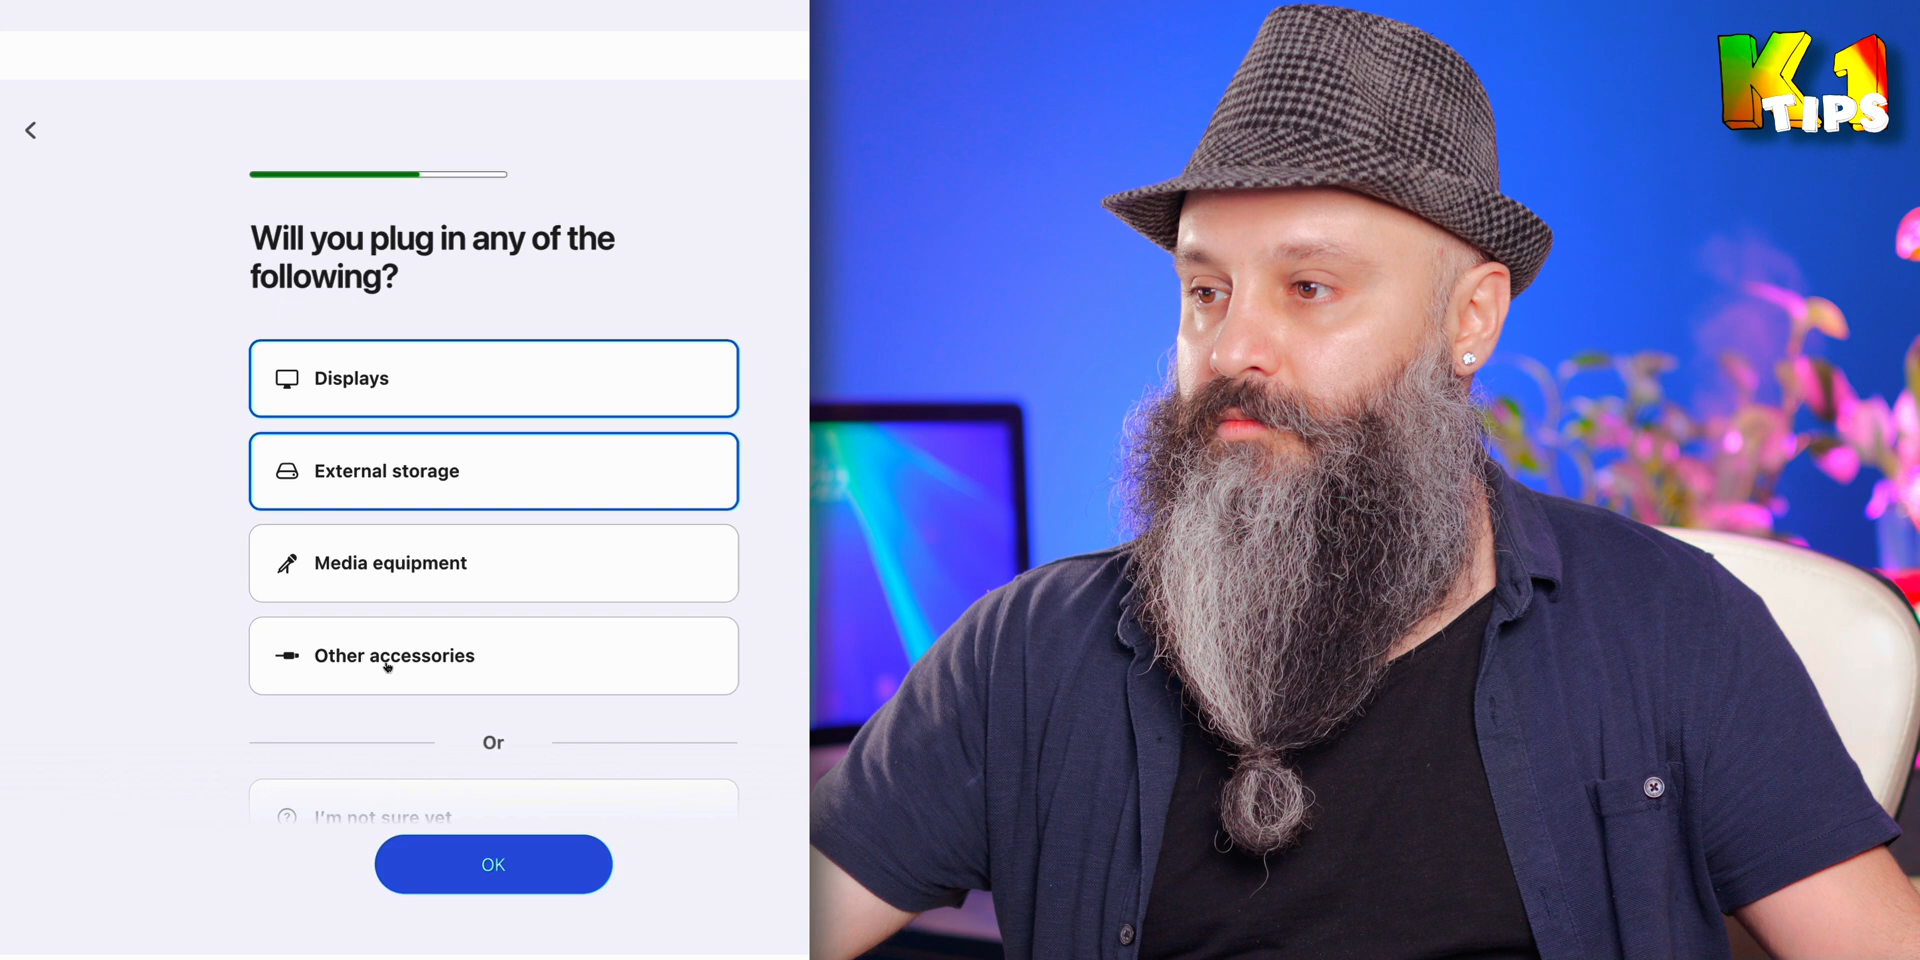 Will you plug in any of the
following?
Displays
External storage
Media equipment
Other accessories
Or
I'm not sure yet
OK
K1
TIPS